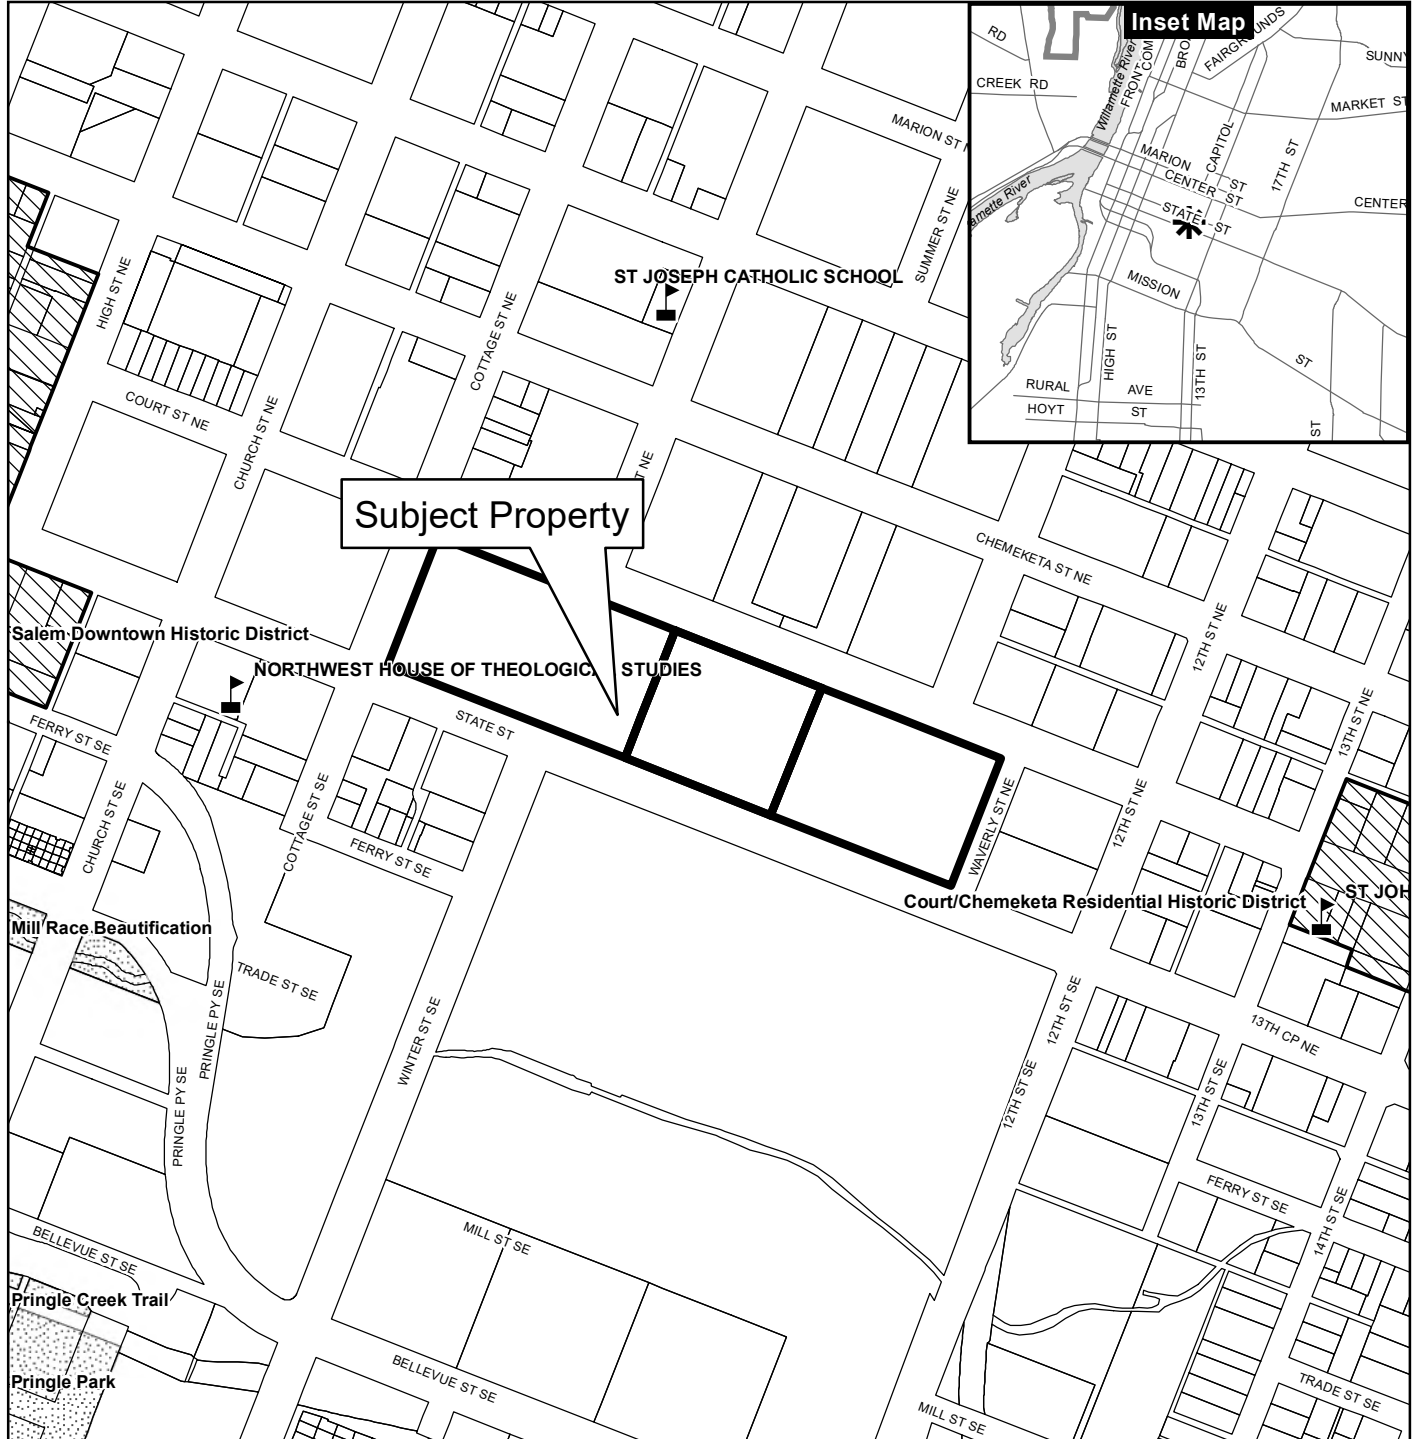 Inset Map
RD
CREEK RD
Willamette River
FRONT
COM
BRO
FAIRGROUNDS
SUNNY
MARKET ST
CAPITOL
17TH ST
MARION ST
CENTER ST
CENTER
STATE ST
amette River
MISSION
ST
HIGH ST
13TH ST
RURAL AVE
HOYT ST
ST
MARION ST N
SUMMER ST NE
ST JOSEPH CATHOLIC SCHOOL
HIGH ST NE
COTTAGE ST NE
COURT ST NE
CHURCH ST NE
T NE
Subject Property
CHEMEKETA ST NE
12TH ST NE
Salem Downtown Historic District
NORTHWEST HOUSE OF THEOLOGICA STUDIES
STATE ST
FERRY ST SE
13TH ST NE
CHURCH ST SE
COTTAGE ST SE
FERRY ST SE
WAVERLY ST NE
12TH ST NE
Court/Chemeketa Residential Historic District
ST JOH
Mill Race Beautification
TRADE ST SE
PRINGLE PY SE
PRINGLE PY SE
WINTER ST SE
12TH ST SE
12TH ST SE
13TH CP NE
13TH ST SE
FERRY ST SE
14TH ST SE
BELLEVUE ST SE
MILL ST SE
Pringle Creek Trail
Pringle Park
BELLEVUE ST SE
MILL ST SE
TRADE ST SE